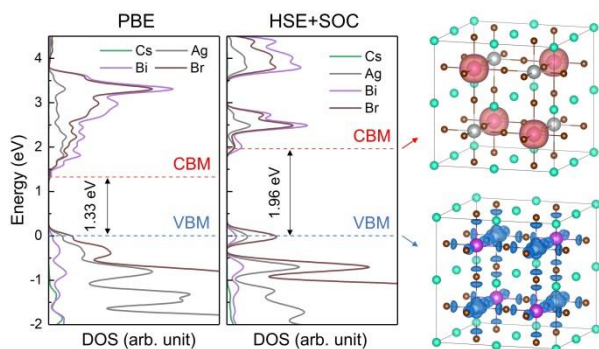 PBE
HSE+SOC
Energy (eV)
4
3
2
1
0
-1
-2
Cs
Ag
Bi
Br
CBM
1.33 eV
VBM
DOS (arb. unit)
Cs
Ag
Bi
Br
CBM
1.96 eV
VBM
DOS (arb. unit)